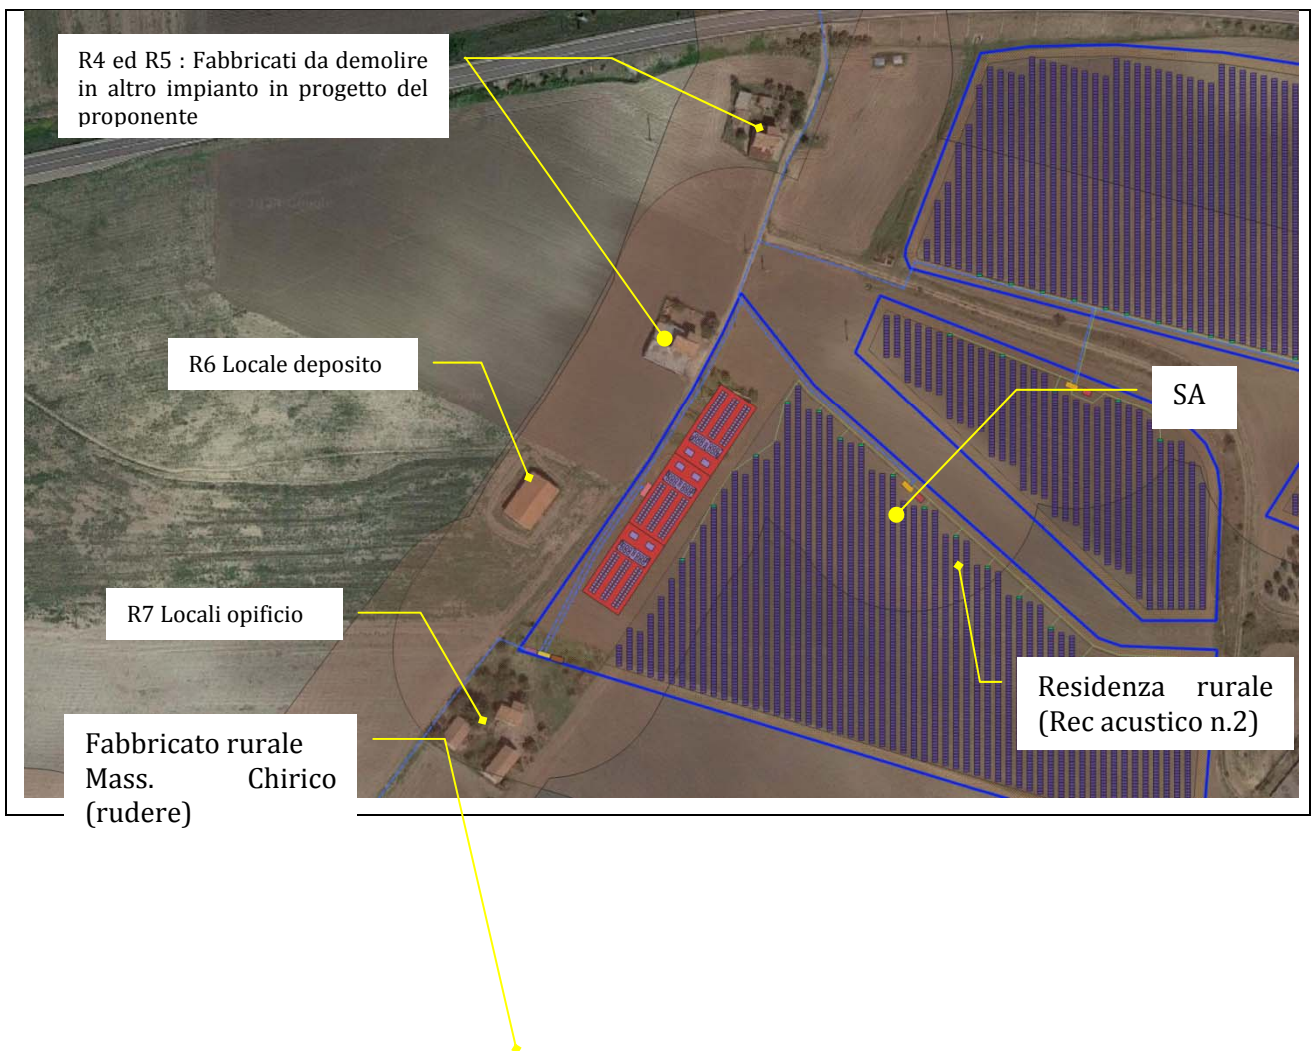 R4 ed R5 : Fabbricati da demolire
in altro impianto in progetto del
proponente
R6 Locale deposito
SA
R7 Locali opificio
Residenza rurale
(Rec acustico n.2)
Fabbricato rurale
Mass. Chirico
(rudere)